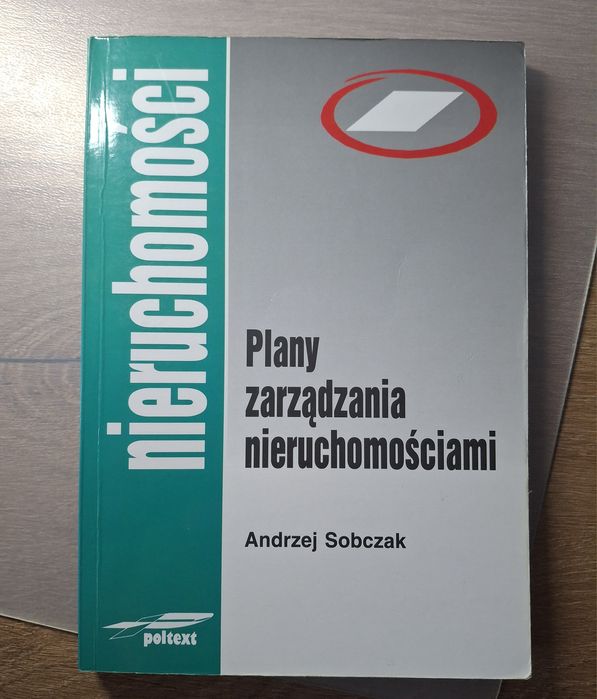 nieruchomości
Plany
zarządzania
nieruchomościami
Andrzej Sobczak
poltext